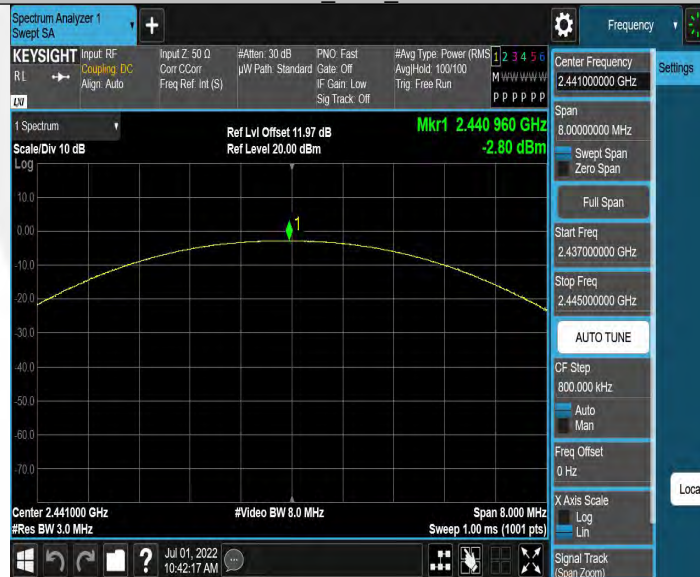 Spectrum Analyzer 1
Swept SA
+
Frequency
KEYSIGHT
Input: RF
Input Z: 50 Ω
#Atten: 30 dB
PNO: Fast
#Avg Type: Power (RMS
1 2 3 4 5 6
RL
Coupling: DC
Corr CCorr
µW Path: Standard
Gate: Off
Avg|Hold: 100/100
M W W W W W
Align: Auto
Freq Ref: Int (S)
IF Gain: Low
Trig: Free Run
Sig Track: Off
P P P P P P
LXI
Center Frequency
2.441000000 GHz
Settings
Span
8.00000000 MHz
Swept Span
Zero Span
Full Span
Start Freq
2.437000000 GHz
Stop Freq
2.445000000 GHz
AUTO TUNE
CF Step
800.000 kHz
Auto
Man
Freq Offset
0 Hz
X Axis Scale
Log
Lin
Signal Track
(Span Zoom)
Local
1 Spectrum
Ref Lvl Offset 11.97 dB
Mkr1 2.440 960 GHz
Scale/Div 10 dB
Ref Level 20.00 dBm
-2.80 dBm
Log
10.0
0.00
1
-10.0
-20.0
-30.0
-40.0
-50.0
-60.0
-70.0
Center 2.441000 GHz
#Video BW 8.0 MHz
Span 8.000 MHz
#Res BW 3.0 MHz
Sweep 1.00 ms (1001 pts)
?
Jul 01, 2022
10:42:17 AM